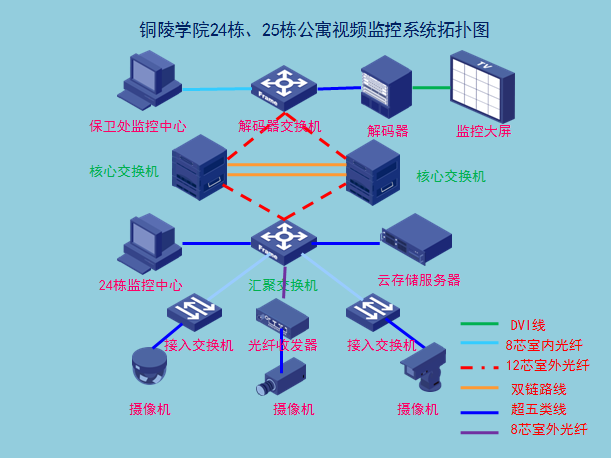 铜陵学院24栋、25栋公寓视频监控系统拓扑图
TV
Frame
保卫处监控中心
解码器交换机
解码器
监控大屏
核心交换机
核心交换机
Frame
24栋监控中心
汇聚交换机
云存储服务器
接入交换机
光纤收发器
接入交换机
摄像机
摄像机
摄像机
DVI线
8芯室内光纤
12芯室外光纤
双链路线
超五类线
8芯室外光纤